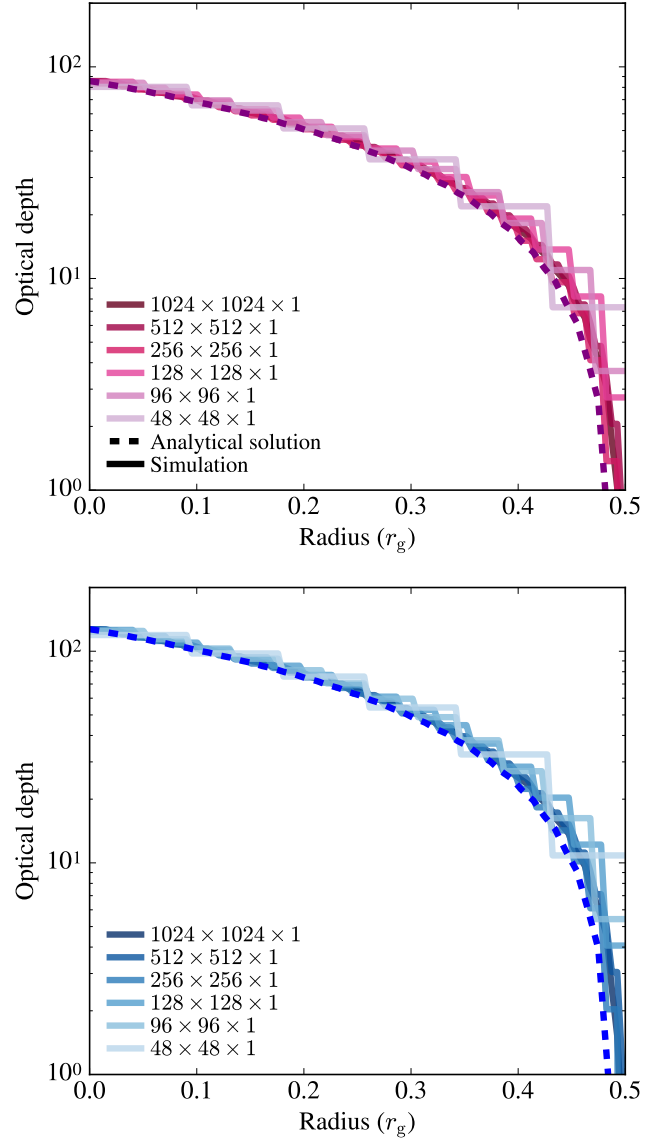 10²
10¹
10⁰
Optical depth
1024 × 1024 × 1
512 × 512 × 1
256 × 256 × 1
128 × 128 × 1
96 × 96 × 1
48 × 48 × 1
Analytical solution
Simulation
0.0 0.1 0.2 0.3 0.4 0.5
Radius (r_g)
10²
10¹
10⁰
Optical depth
1024 × 1024 × 1
512 × 512 × 1
256 × 256 × 1
128 × 128 × 1
96 × 96 × 1
48 × 48 × 1
0.0 0.1 0.2 0.3 0.4 0.5
Radius (r_g)